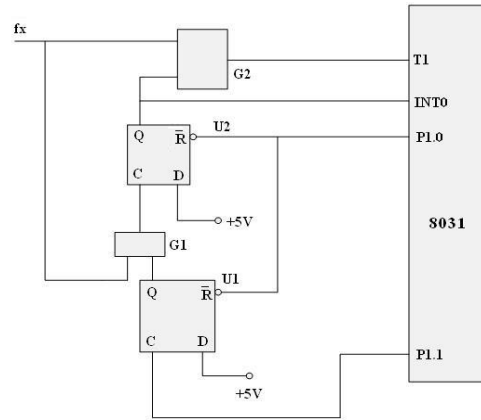 fx
G2
T1
INT0
Q R̅ U2
P1.0
C D
+5V
G1
8031
Q R̅ U1
C D
P1.1
+5V